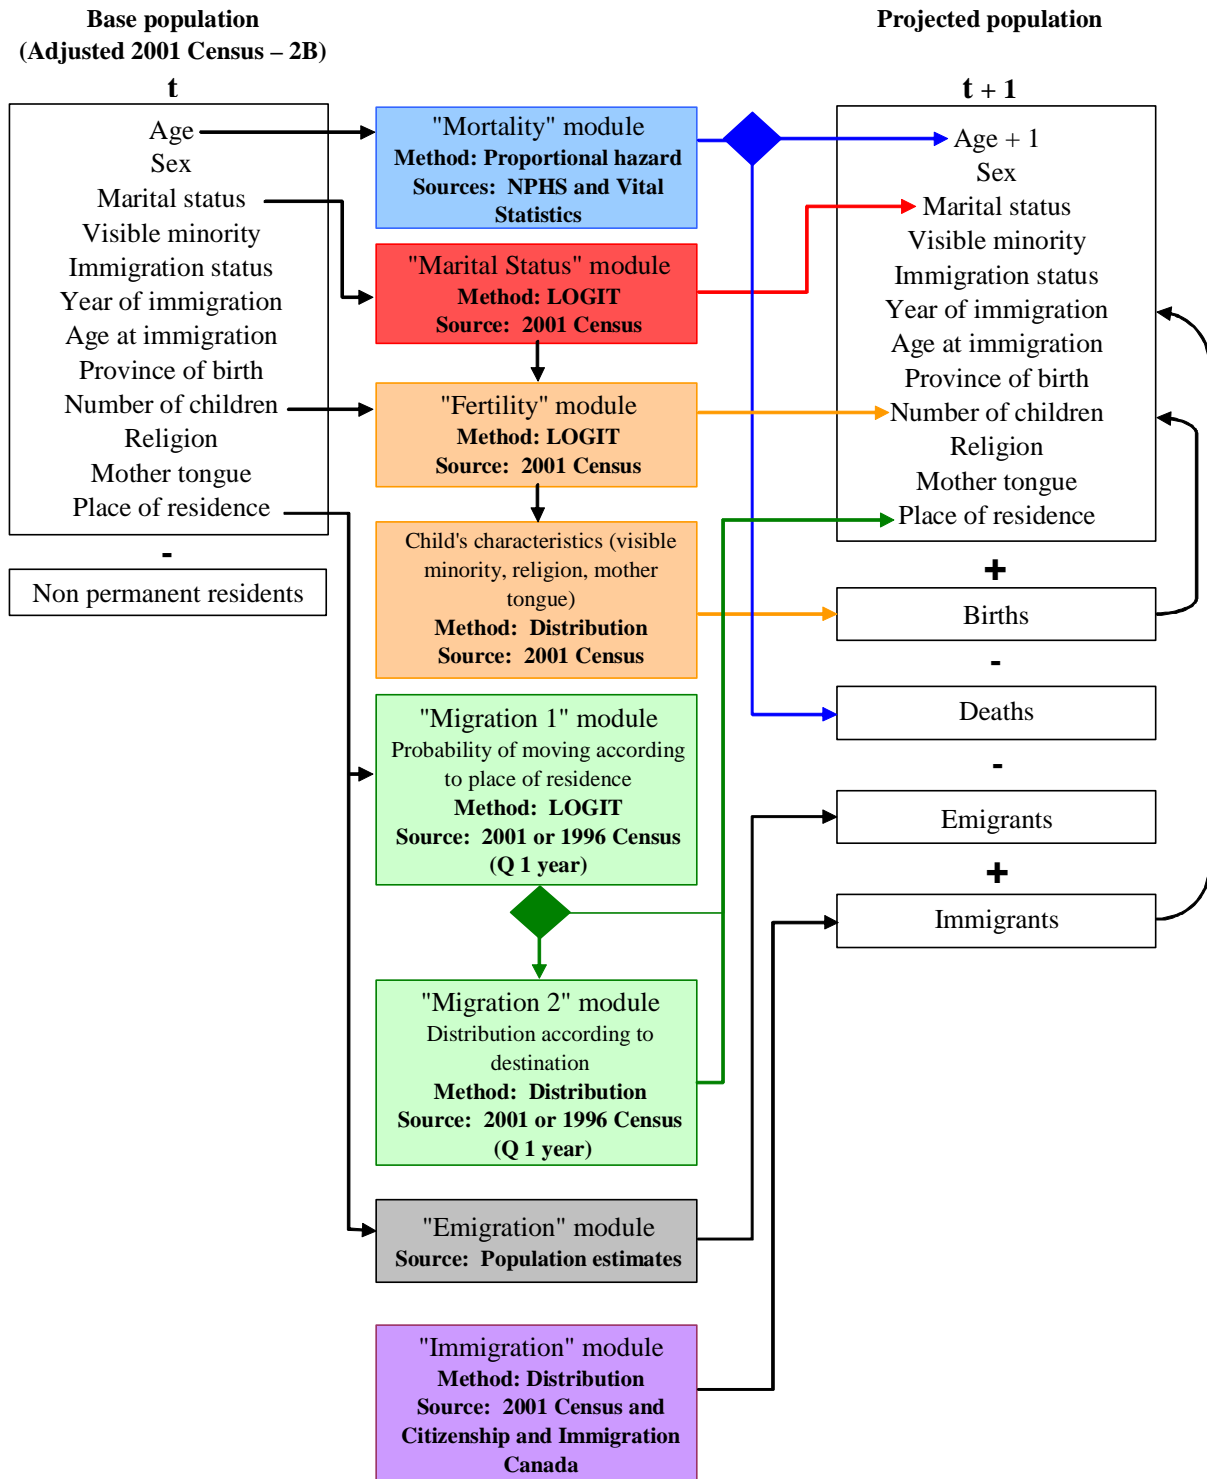 Base population
(Adjusted 2001 Census – 2B)
t
Age
Sex
Marital status
Visible minority
Immigration status
Year of immigration
Age at immigration
Province of birth
Number of children
Religion
Mother tongue
Place of residence
-
Non permanent residents
"Mortality" module
Method: Proportional hazard
Sources: NPHS and Vital
Statistics
"Marital Status" module
Method: LOGIT
Source: 2001 Census
"Fertility" module
Method: LOGIT
Source: 2001 Census
Child's characteristics (visible
minority, religion, mother
tongue)
Method: Distribution
Source: 2001 Census
"Migration 1" module
Probability of moving according
to place of residence
Method: LOGIT
Source: 2001 or 1996 Census
(Q 1 year)
"Migration 2" module
Distribution according to
destination
Method: Distribution
Source: 2001 or 1996 Census
(Q 1 year)
"Emigration" module
Source: Population estimates
"Immigration" module
Method: Distribution
Source: 2001 Census and
Citizenship and Immigration
Canada
Projected population
t + 1
Age + 1
Sex
Marital status
Visible minority
Immigration status
Year of immigration
Age at immigration
Province of birth
Number of children
Religion
Mother tongue
Place of residence
+
Births
-
Deaths
-
Emigrants
+
Immigrants